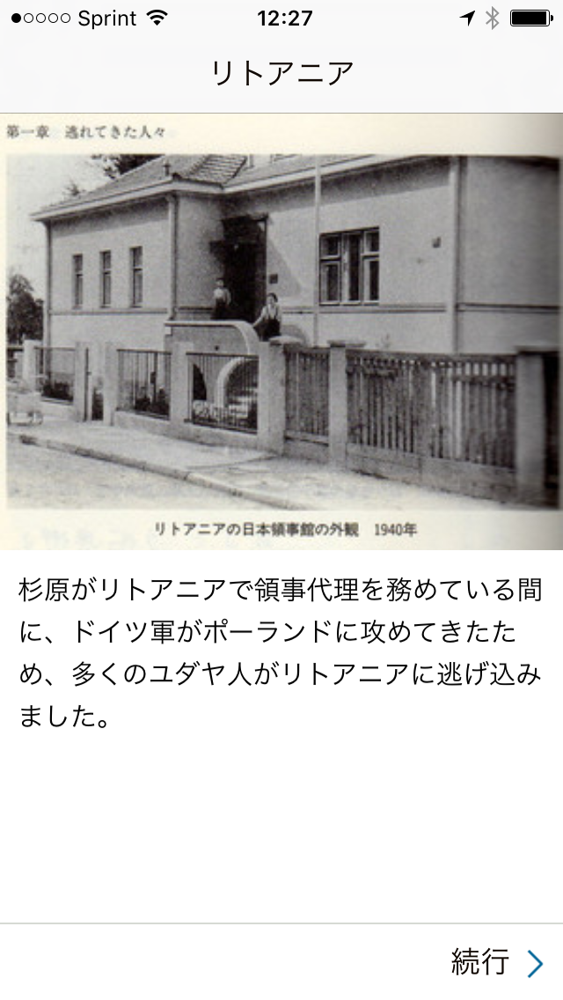 Sprint 12:27
リトアニア
第一章 逃れてきた人々
リトアニアの日本領事館の外観 1940年
杉原がリトアニアで領事代理を務めている間
に、ドイツ軍がポーランドに攻めてきたた
め、多くのユダヤ人がリトアニアに逃げ込み
ました。
続行